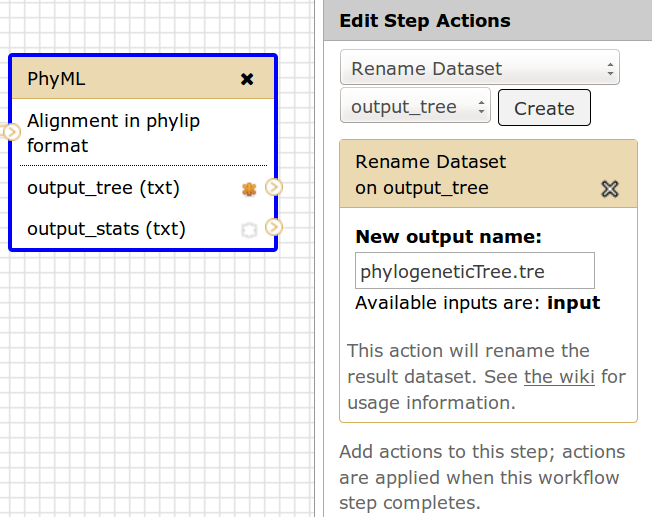 PhyML
Alignment in phylip
format
output_tree (txt)
output_stats (txt)
Edit Step Actions
Rename Dataset
output_tree
Create
Rename Dataset
on output_tree
New output name:
phylogeneticTree.tre
Available inputs are: input
This action will rename the
result dataset. See the wiki for
usage information.
Add actions to this step; actions
are applied when this workflow
step completes.